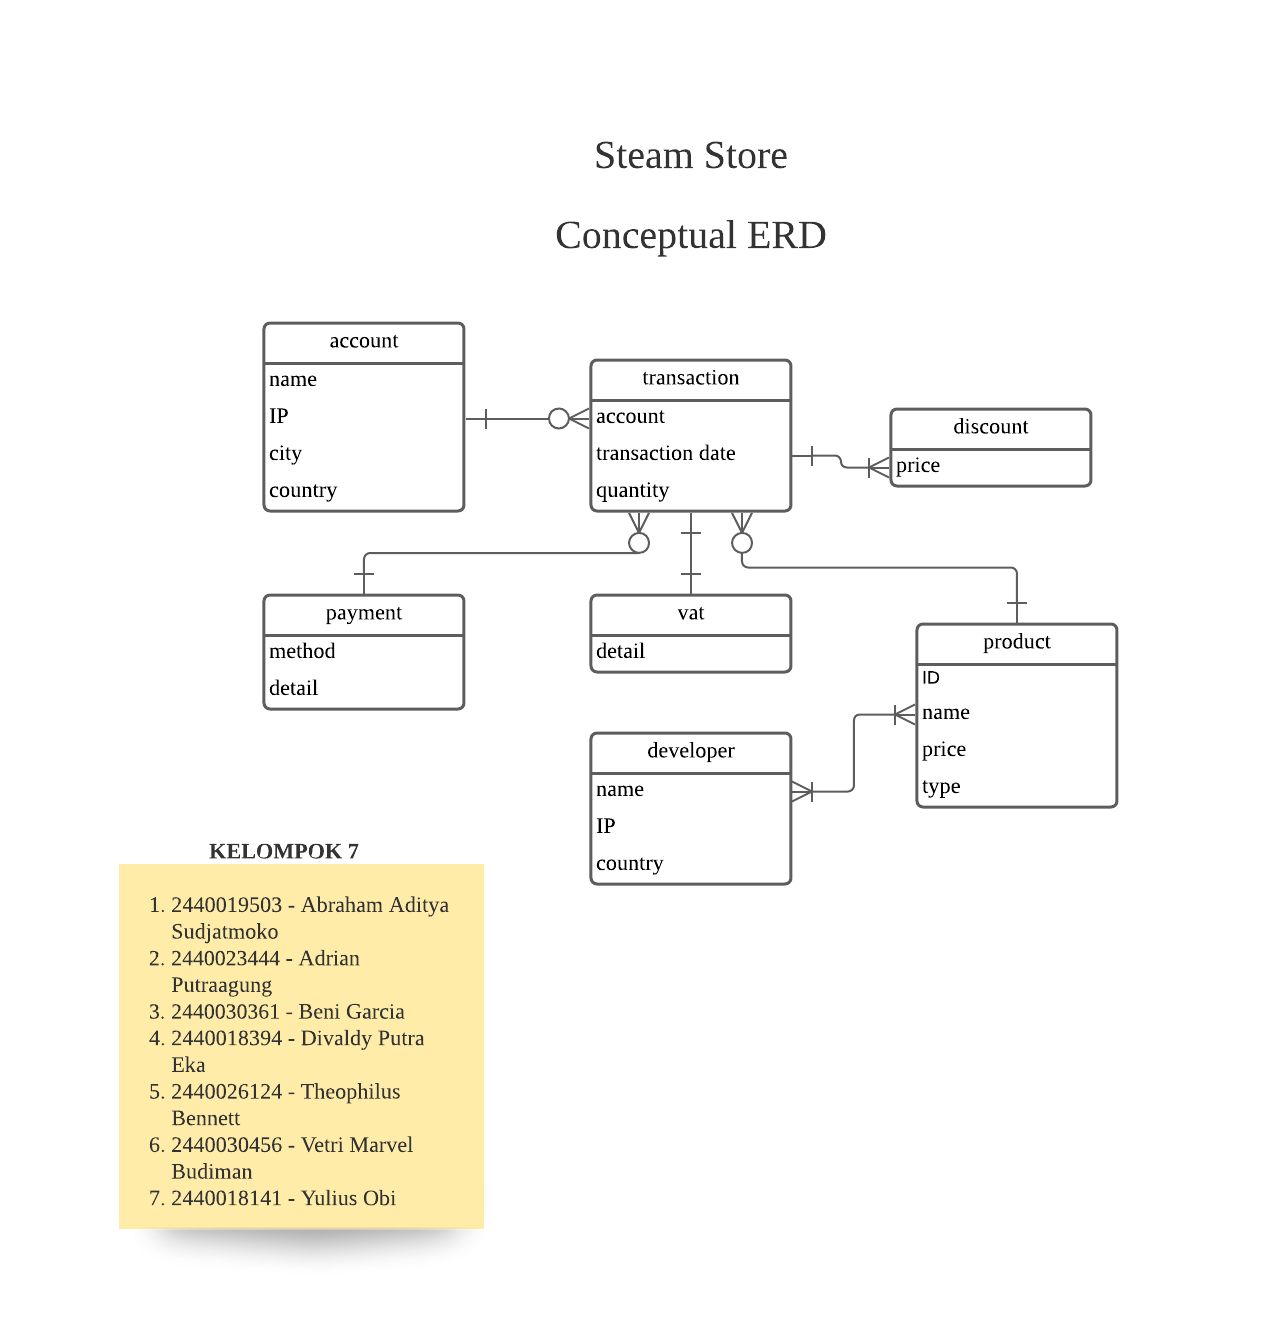 Steam Store
Conceptual ERD
account
name
IP
city
country
transaction
account
transaction date
quantity
discount
price
payment
method
detail
vat
detail
product
ID
name
price
type
developer
name
IP
country
KELOMPOK 7
1. 2440019503 - Abraham Aditya
Sudjatmoko
2. 2440023444 - Adrian
Putraagung
3. 2440030361 - Beni Garcia
4. 2440018394 - Divaldy Putra
Eka
5. 2440026124 - Theophilus
Bennett
6. 2440030456 - Vetri Marvel
Budiman
7. 2440018141 - Yulius Obi